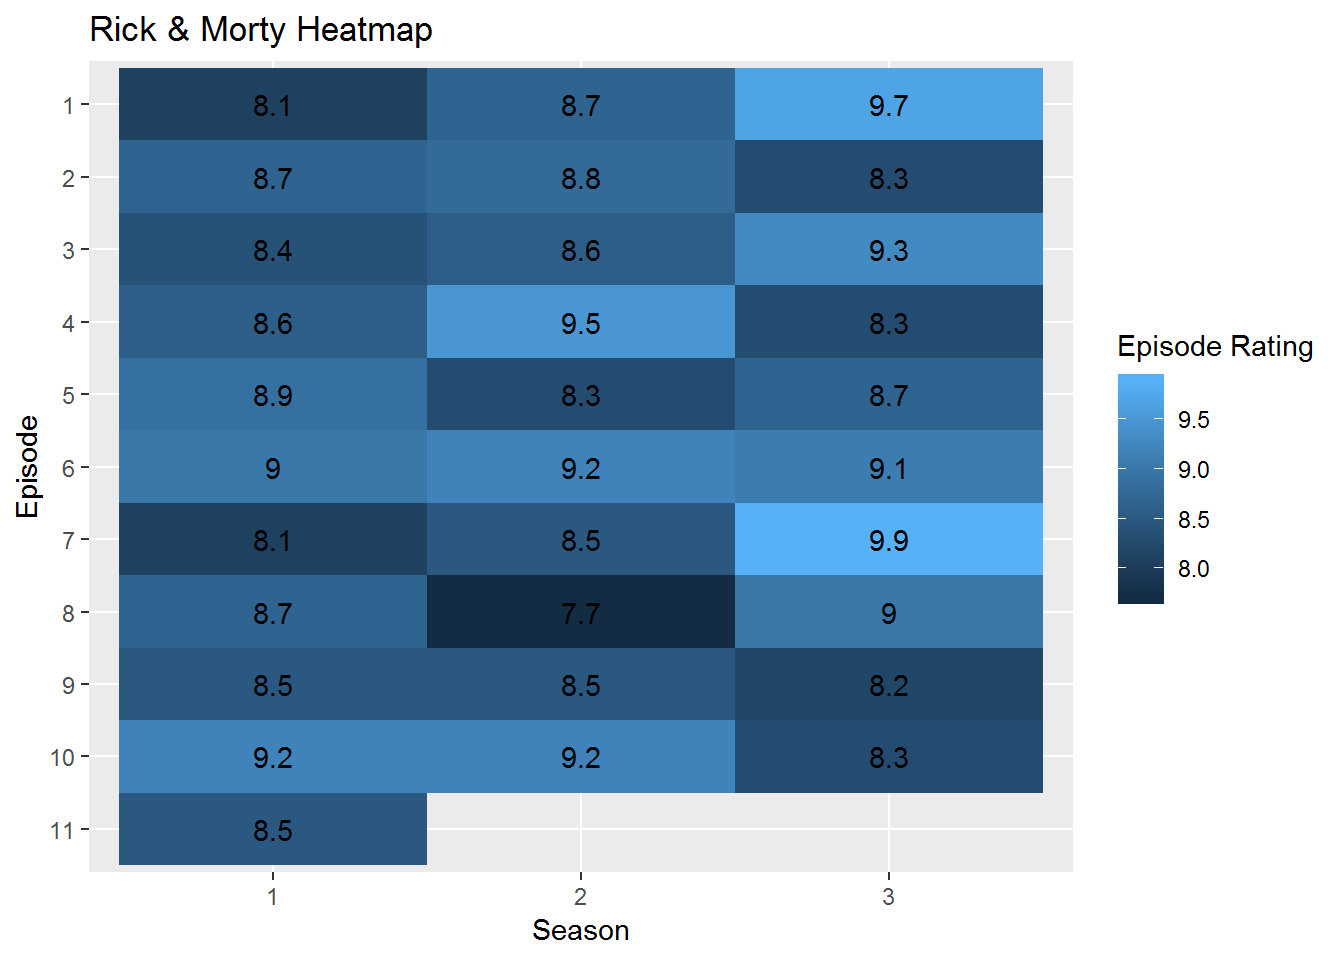 Rick & Morty Heatmap
1 8.1 8.7 9.7
2 8.7 8.8 8.3
3 8.4 8.6 9.3
4 8.6 9.5 8.3
5 8.9 8.3 8.7
6 9 9.2 9.1
7 8.1 8.5 9.9
8 8.7 7.7 9
9 8.5 8.5 8.2
10 9.2 9.2 8.3
11 8.5
1 2 3
Season
Episode
Episode Rating
9.5
9.0
8.5
8.0